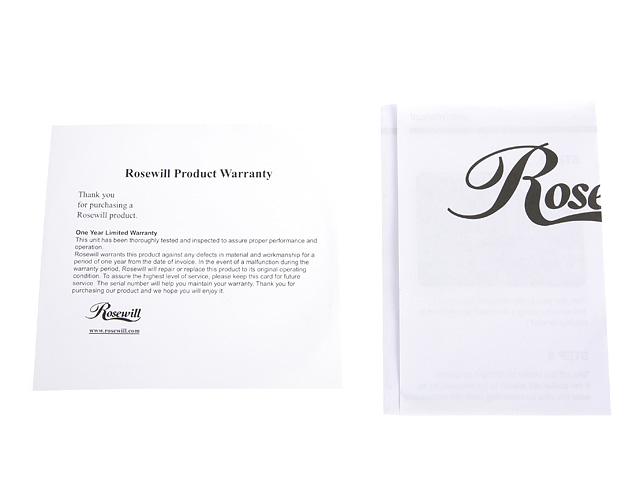 Rosewill Product Warranty
Thank you
for purchasing a
Rosewill product.
One Year Limited Warranty
This unit has been thoroughly tested and inspected to assure proper performance and
operation.
Rosewill warrants this product against any defects in material and workmanship for a
period of one year from the date of invoice. In the event of a malfunction during the
warranty period, Rosewill will repair or replace this product to its original operating
condition. To assure the highest level of service, please keep this card for future
service. The serial number will help you maintain your warranty. Thank you for
purchasing our product and we hope you will enjoy it.
Rosewill
www.rosewill.com
Rose